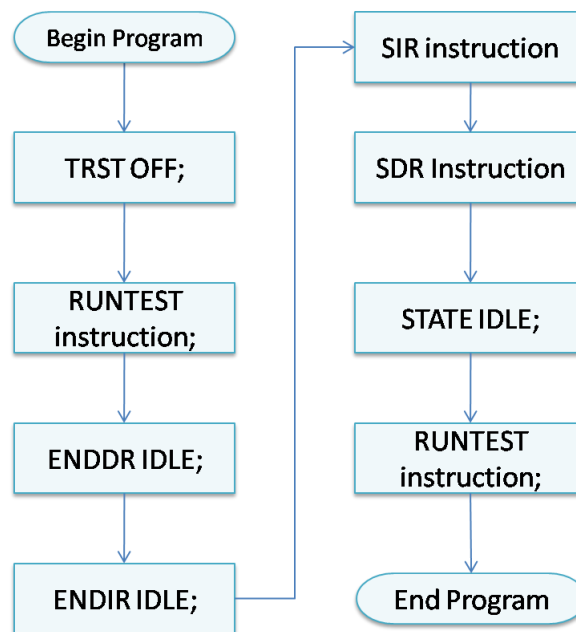 Begin Program
TRST OFF;
RUNTEST
instruction;
ENDDR IDLE;
ENDIR IDLE;
SIR instruction
SDR Instruction
STATE IDLE;
RUNTEST
instruction;
End Program